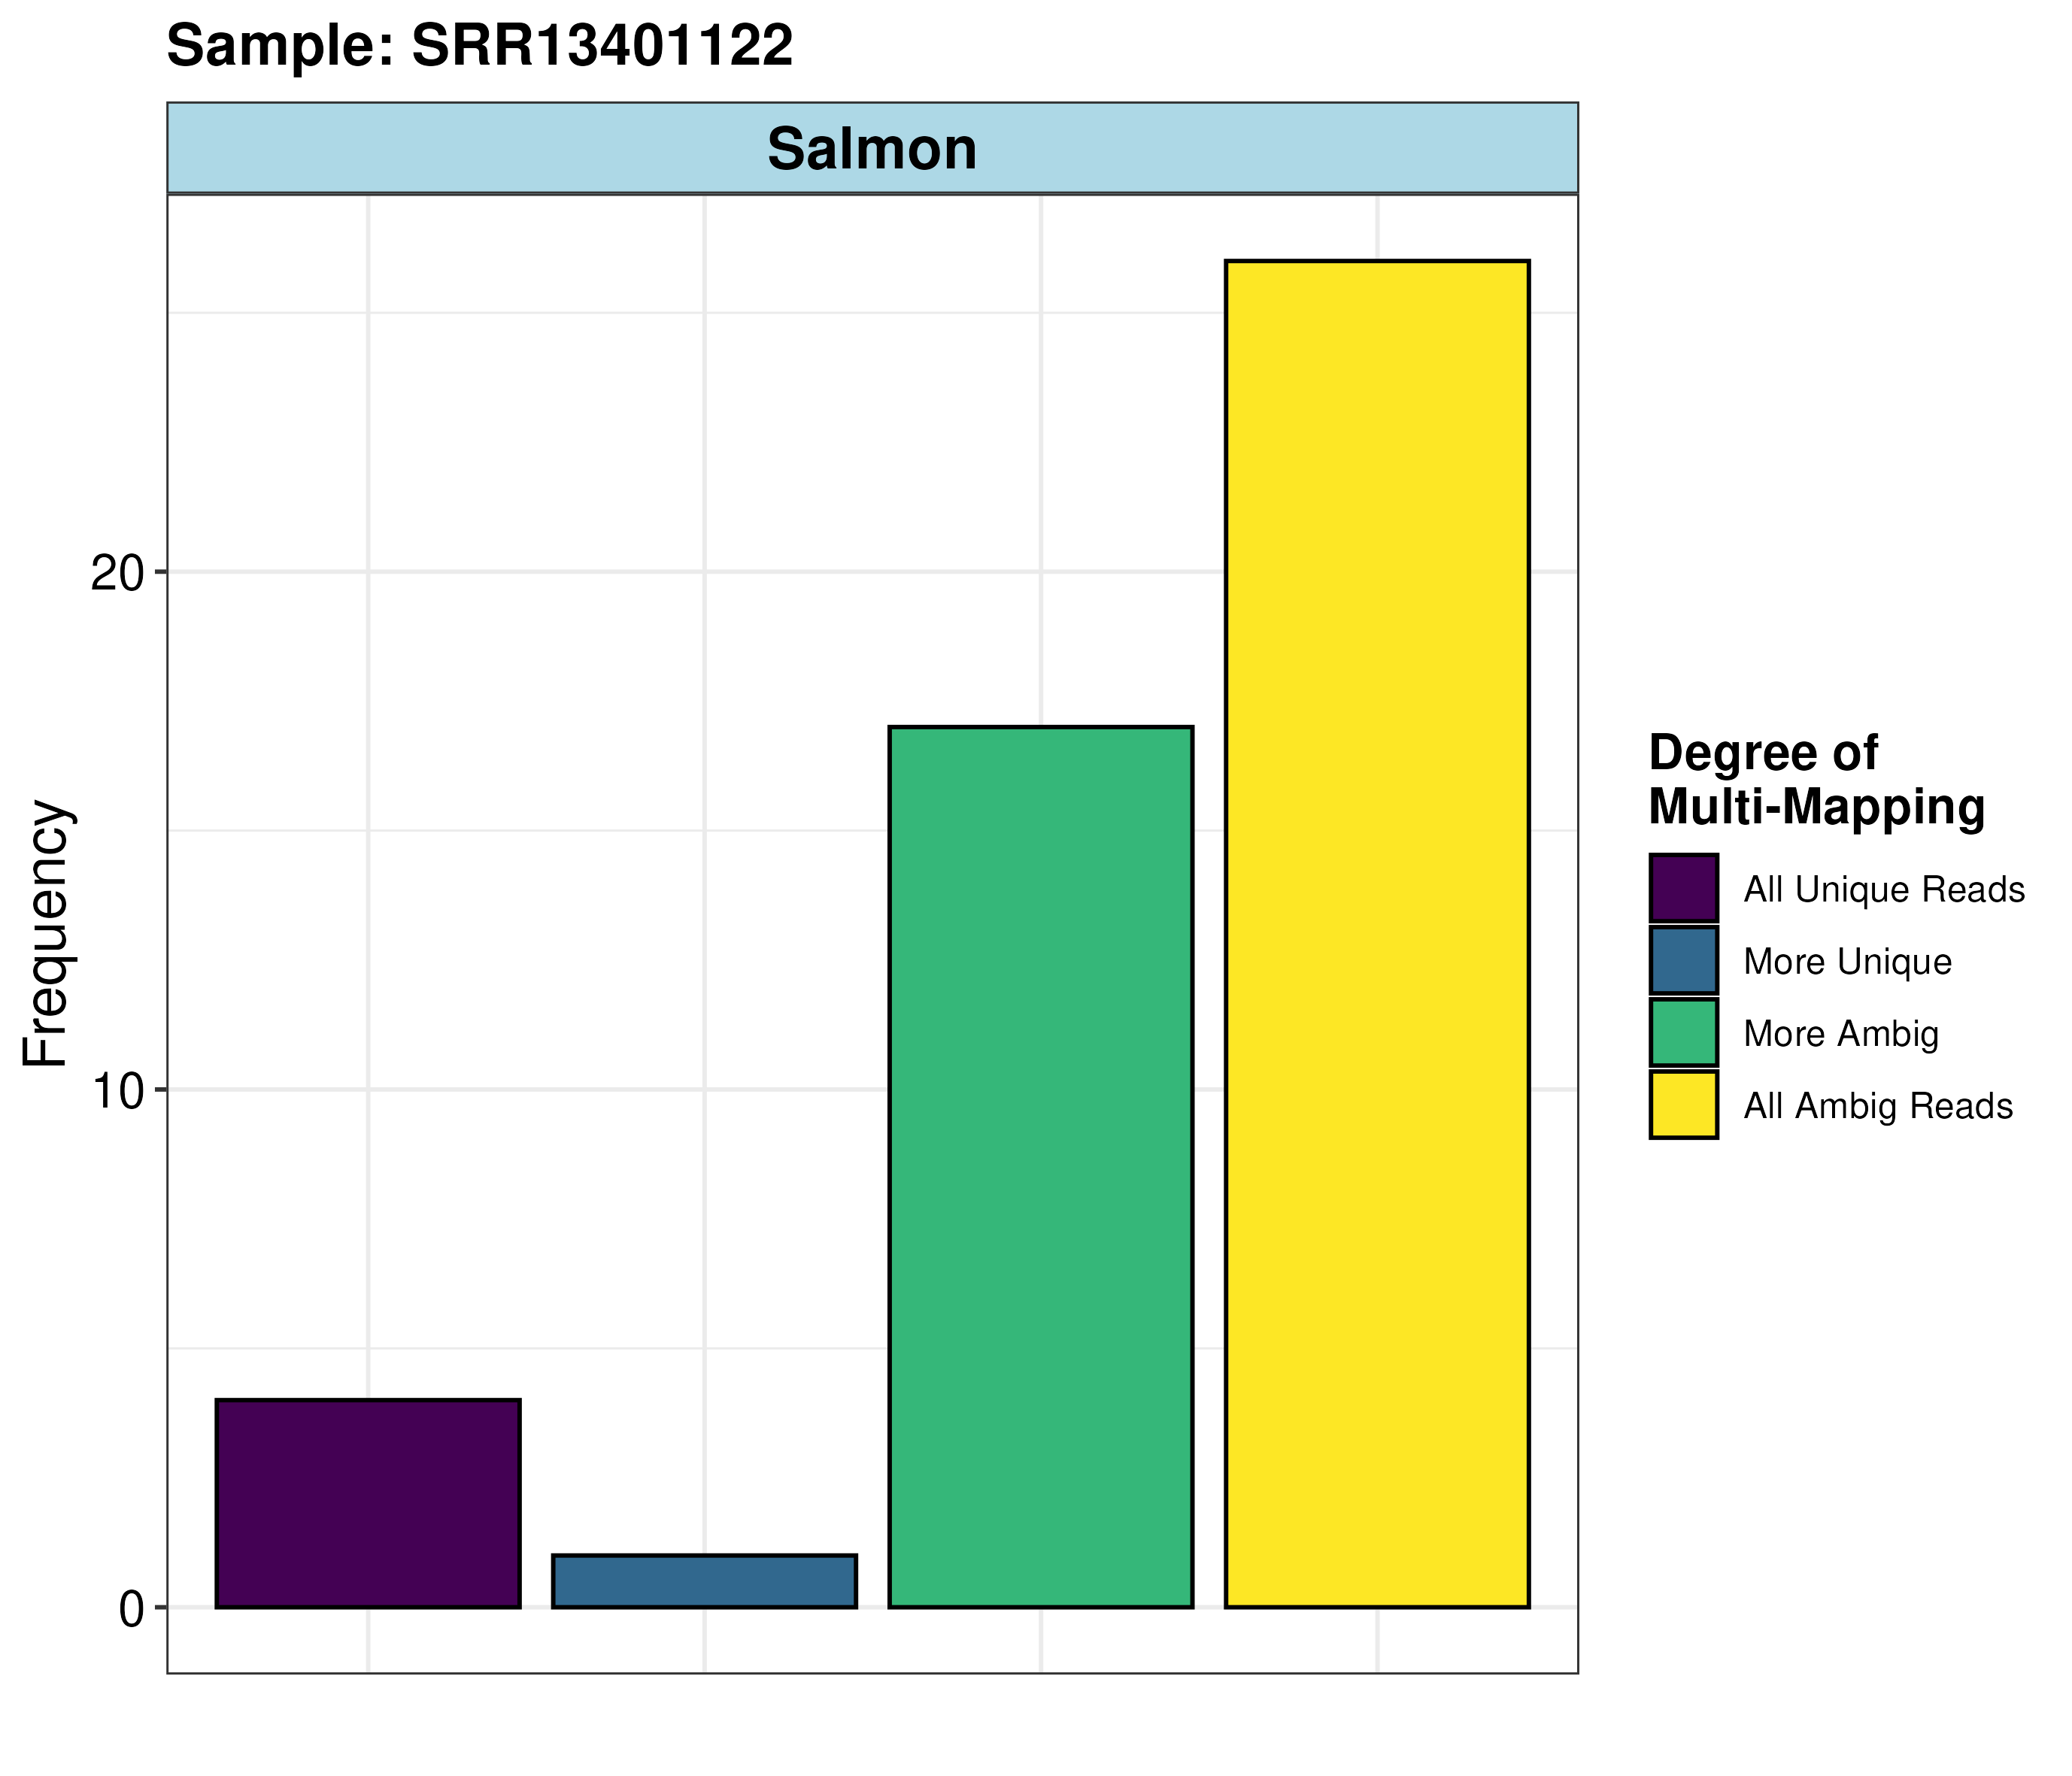 Sample: SRR13401122
Salmon
20
10
0
Frequency
Degree of
Multi-Mapping
All Unique Reads
More Unique
More Ambig
All Ambig Reads